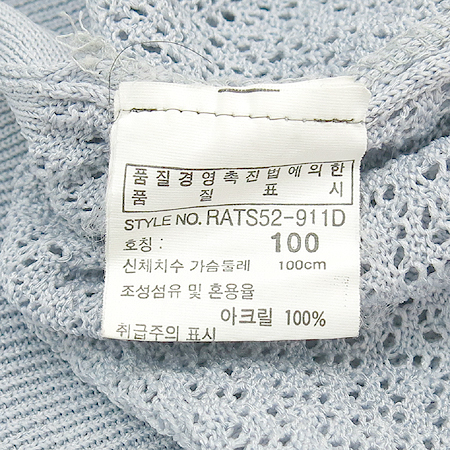 품질경영촉진법에의한
품 질 표 시
STYLE NO. RATS52-911D
호칭 : 100
신체치수 가슴둘레 100cm
조성섬유 및 혼용율
아크릴 100%
취급주의 표시